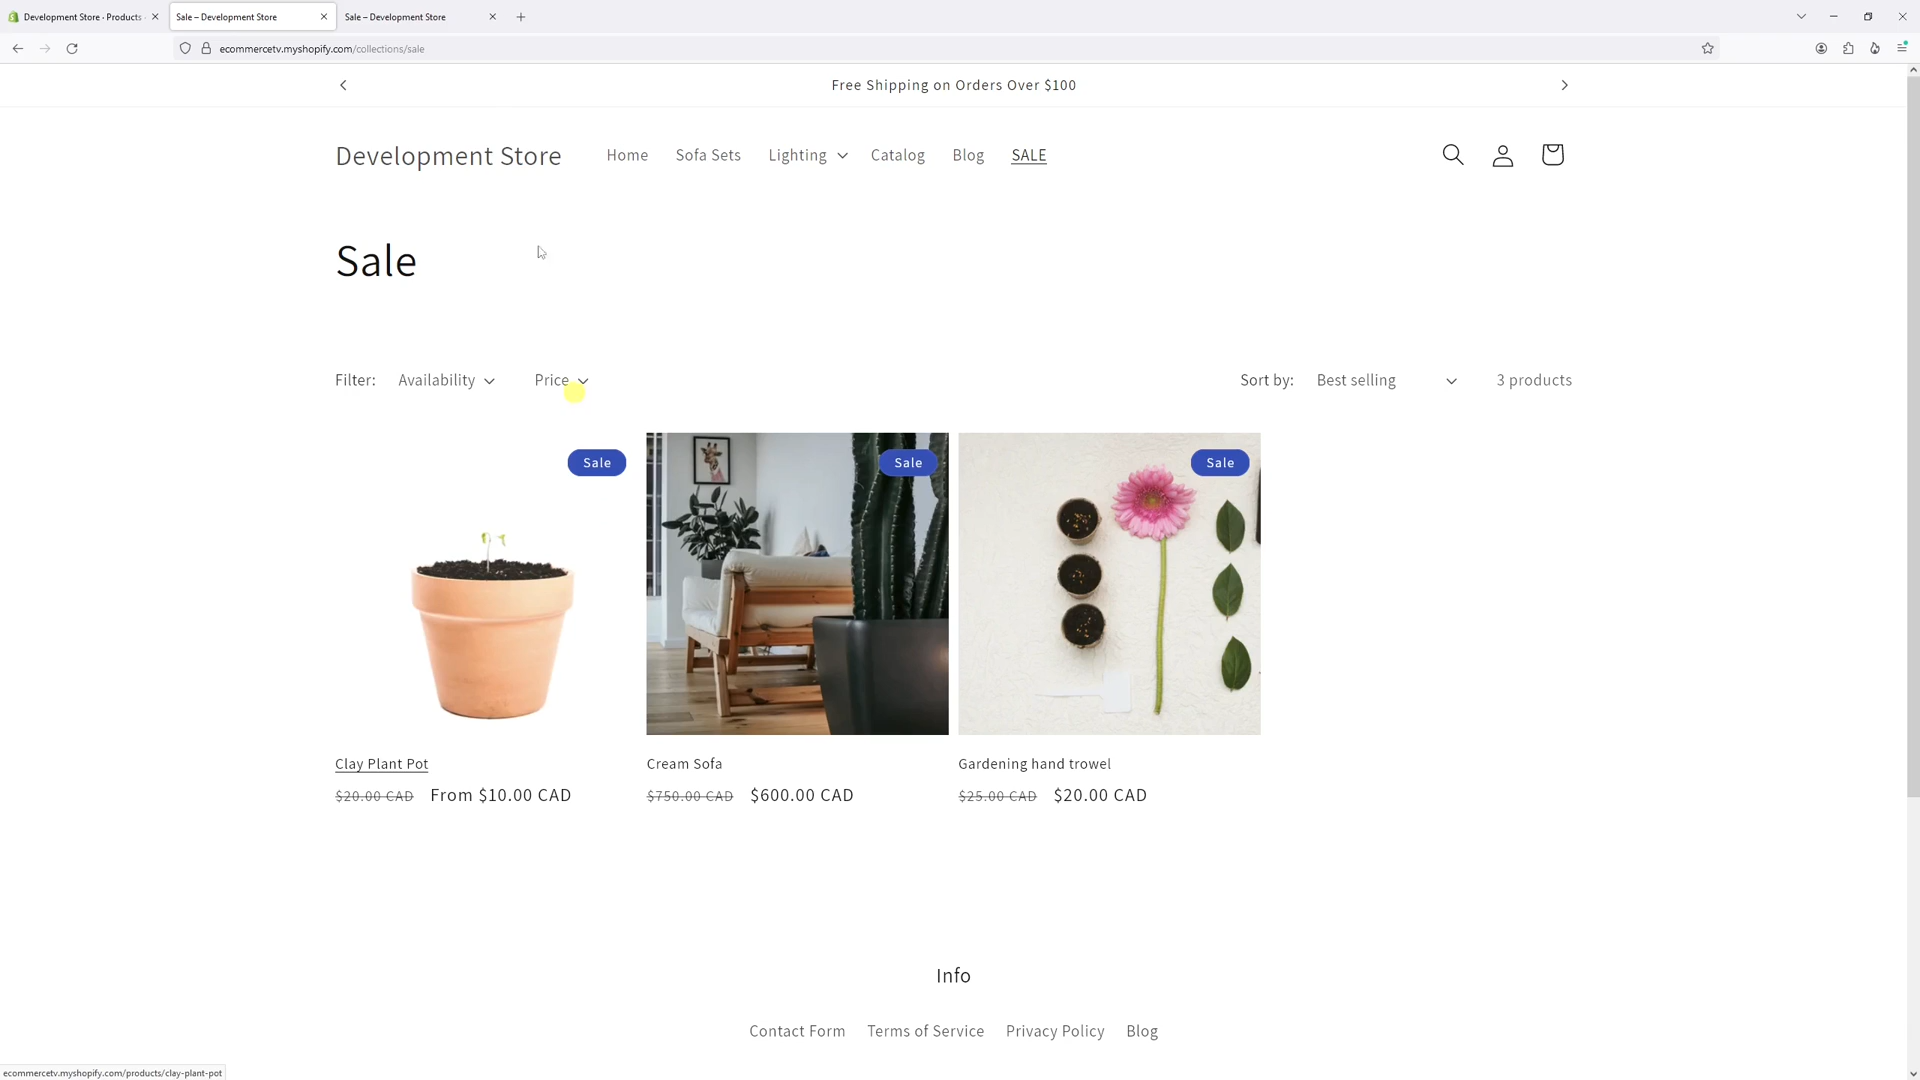 Development Store · Products
Sale – Development Store
Sale – Development Store
ecommercetv.myshopify.com/collections/sale
Free Shipping on Orders Over $100
Development Store
Home
Sofa Sets
Lighting
Catalog
Blog
SALE
Sale
Filter:
Availability
Price
Sort by:
Best selling
3 products
Sale
Sale
Sale
Clay Plant Pot
$20.00 CAD From $10.00 CAD
Cream Sofa
$750.00 CAD $600.00 CAD
Gardening hand trowel
$25.00 CAD $20.00 CAD
Info
Contact Form
Terms of Service
Privacy Policy
Blog
ecommercetv.myshopify.com/products/clay-plant-pot